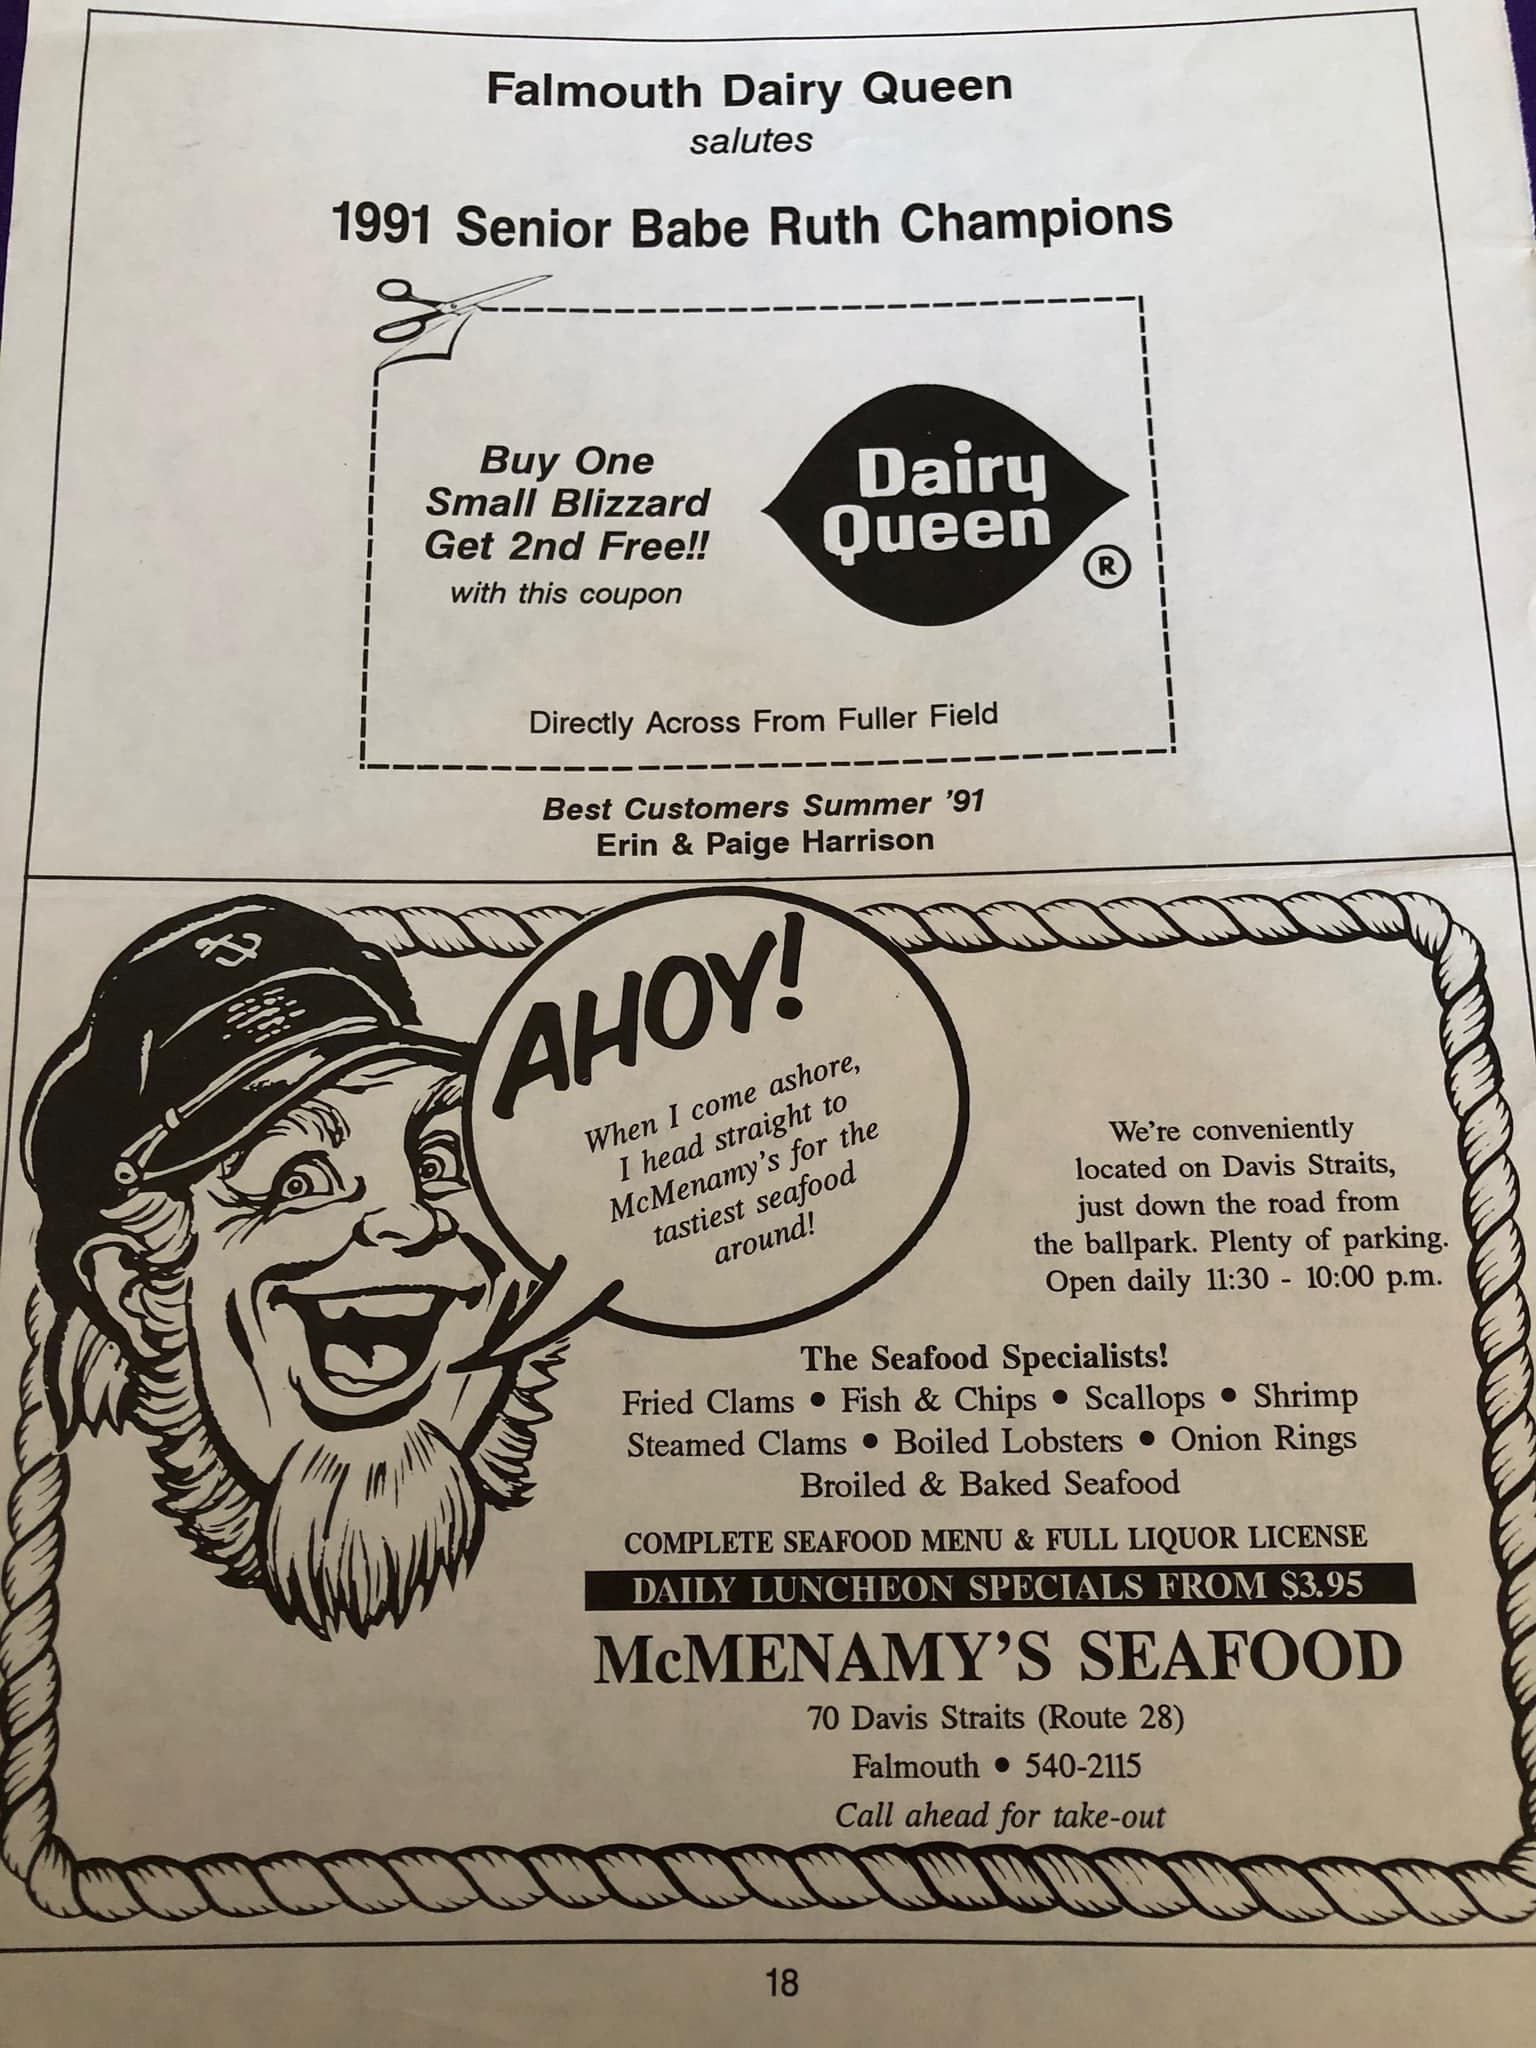 Falmouth Dairy Queen
salutes
1991 Senior Babe Ruth Champions
Buy One
Small Blizzard
Get 2nd Free!!
with this coupon
Dairy
Queen
®
Directly Across From Fuller Field
Best Customers Summer '91
Erin & Paige Harrison
AHOY!
When I come ashore,
I head straight to
McMenamy's for the
tastiest seafood
around!
We're conveniently
located on Davis Straits,
just down the road from
the ballpark. Plenty of parking.
Open daily 11:30 - 10:00 p.m.
The Seafood Specialists!
Fried Clams • Fish & Chips • Scallops • Shrimp
Steamed Clams • Boiled Lobsters • Onion Rings
Broiled & Baked Seafood
COMPLETE SEAFOOD MENU & FULL LIQUOR LICENSE
DAILY LUNCHEON SPECIALS FROM $3.95
McMENAMY'S SEAFOOD
70 Davis Straits (Route 28)
Falmouth • 540-2115
Call ahead for take-out
18